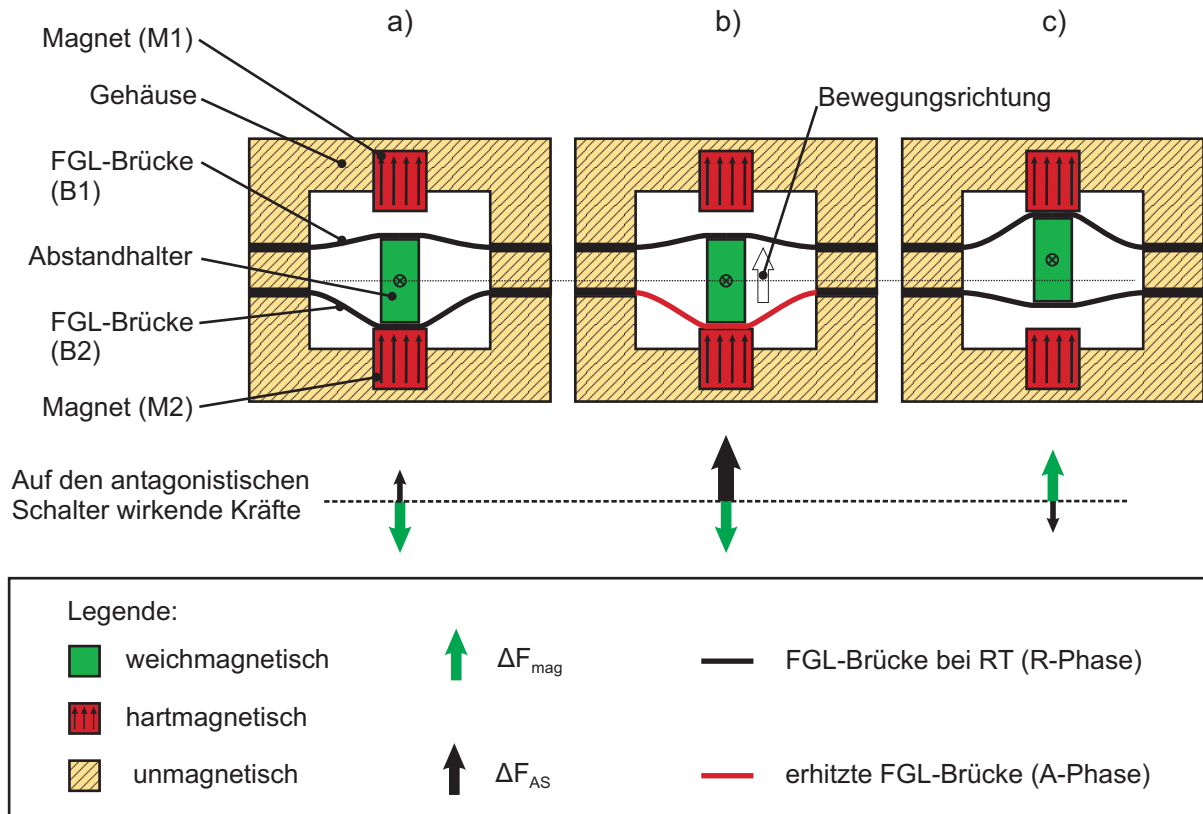 a)
b)
c)
Magnet (M1)
Gehäuse
Bewegungsrichtung
FGL-Brücke
(B1)
Abstandhalter
FGL-Brücke
(B2)
Magnet (M2)
Auf den antagonistischen
Schalter wirkende Kräfte
Legende:
weichmagnetisch
hartmagnetisch
unmagnetisch
ΔFmag
ΔFAS
FGL-Brücke bei RT (R-Phase)
erhitzte FGL-Brücke (A-Phase)